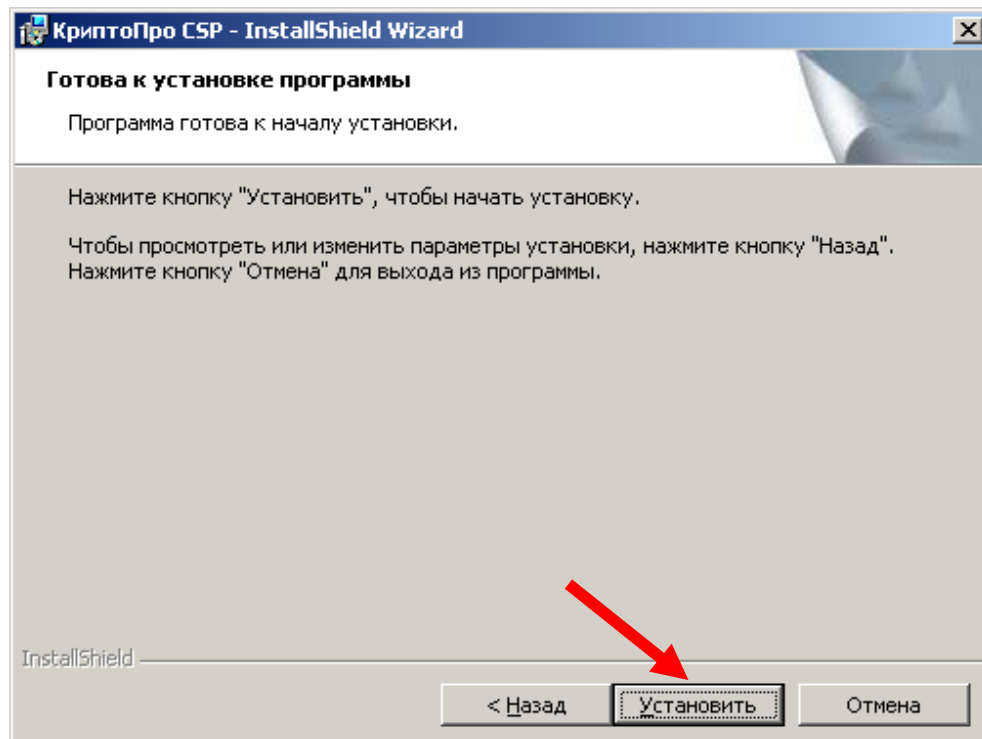 КриптоПро CSP - InstallShield Wizard
Готова к установке программы
Программа готова к началу установки.
Нажмите кнопку "Установить", чтобы начать установку.
Чтобы просмотреть или изменить параметры установки, нажмите кнопку "Назад".
Нажмите кнопку "Отмена" для выхода из программы.
InstallShield
< Назад
Установить
Отмена